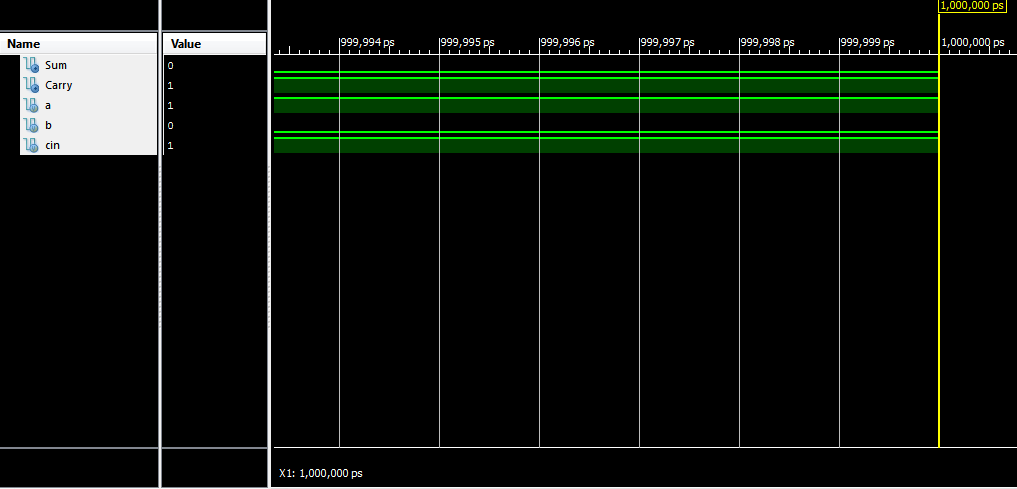 1,000,000 ps
Name Value
999,994 ps 999,995 ps 999,996 ps 999,997 ps 999,998 ps 999,999 ps 1,000,000 ps
Sum 0
Carry 1
a 1
b 0
cin 1
X1: 1,000,000 ps